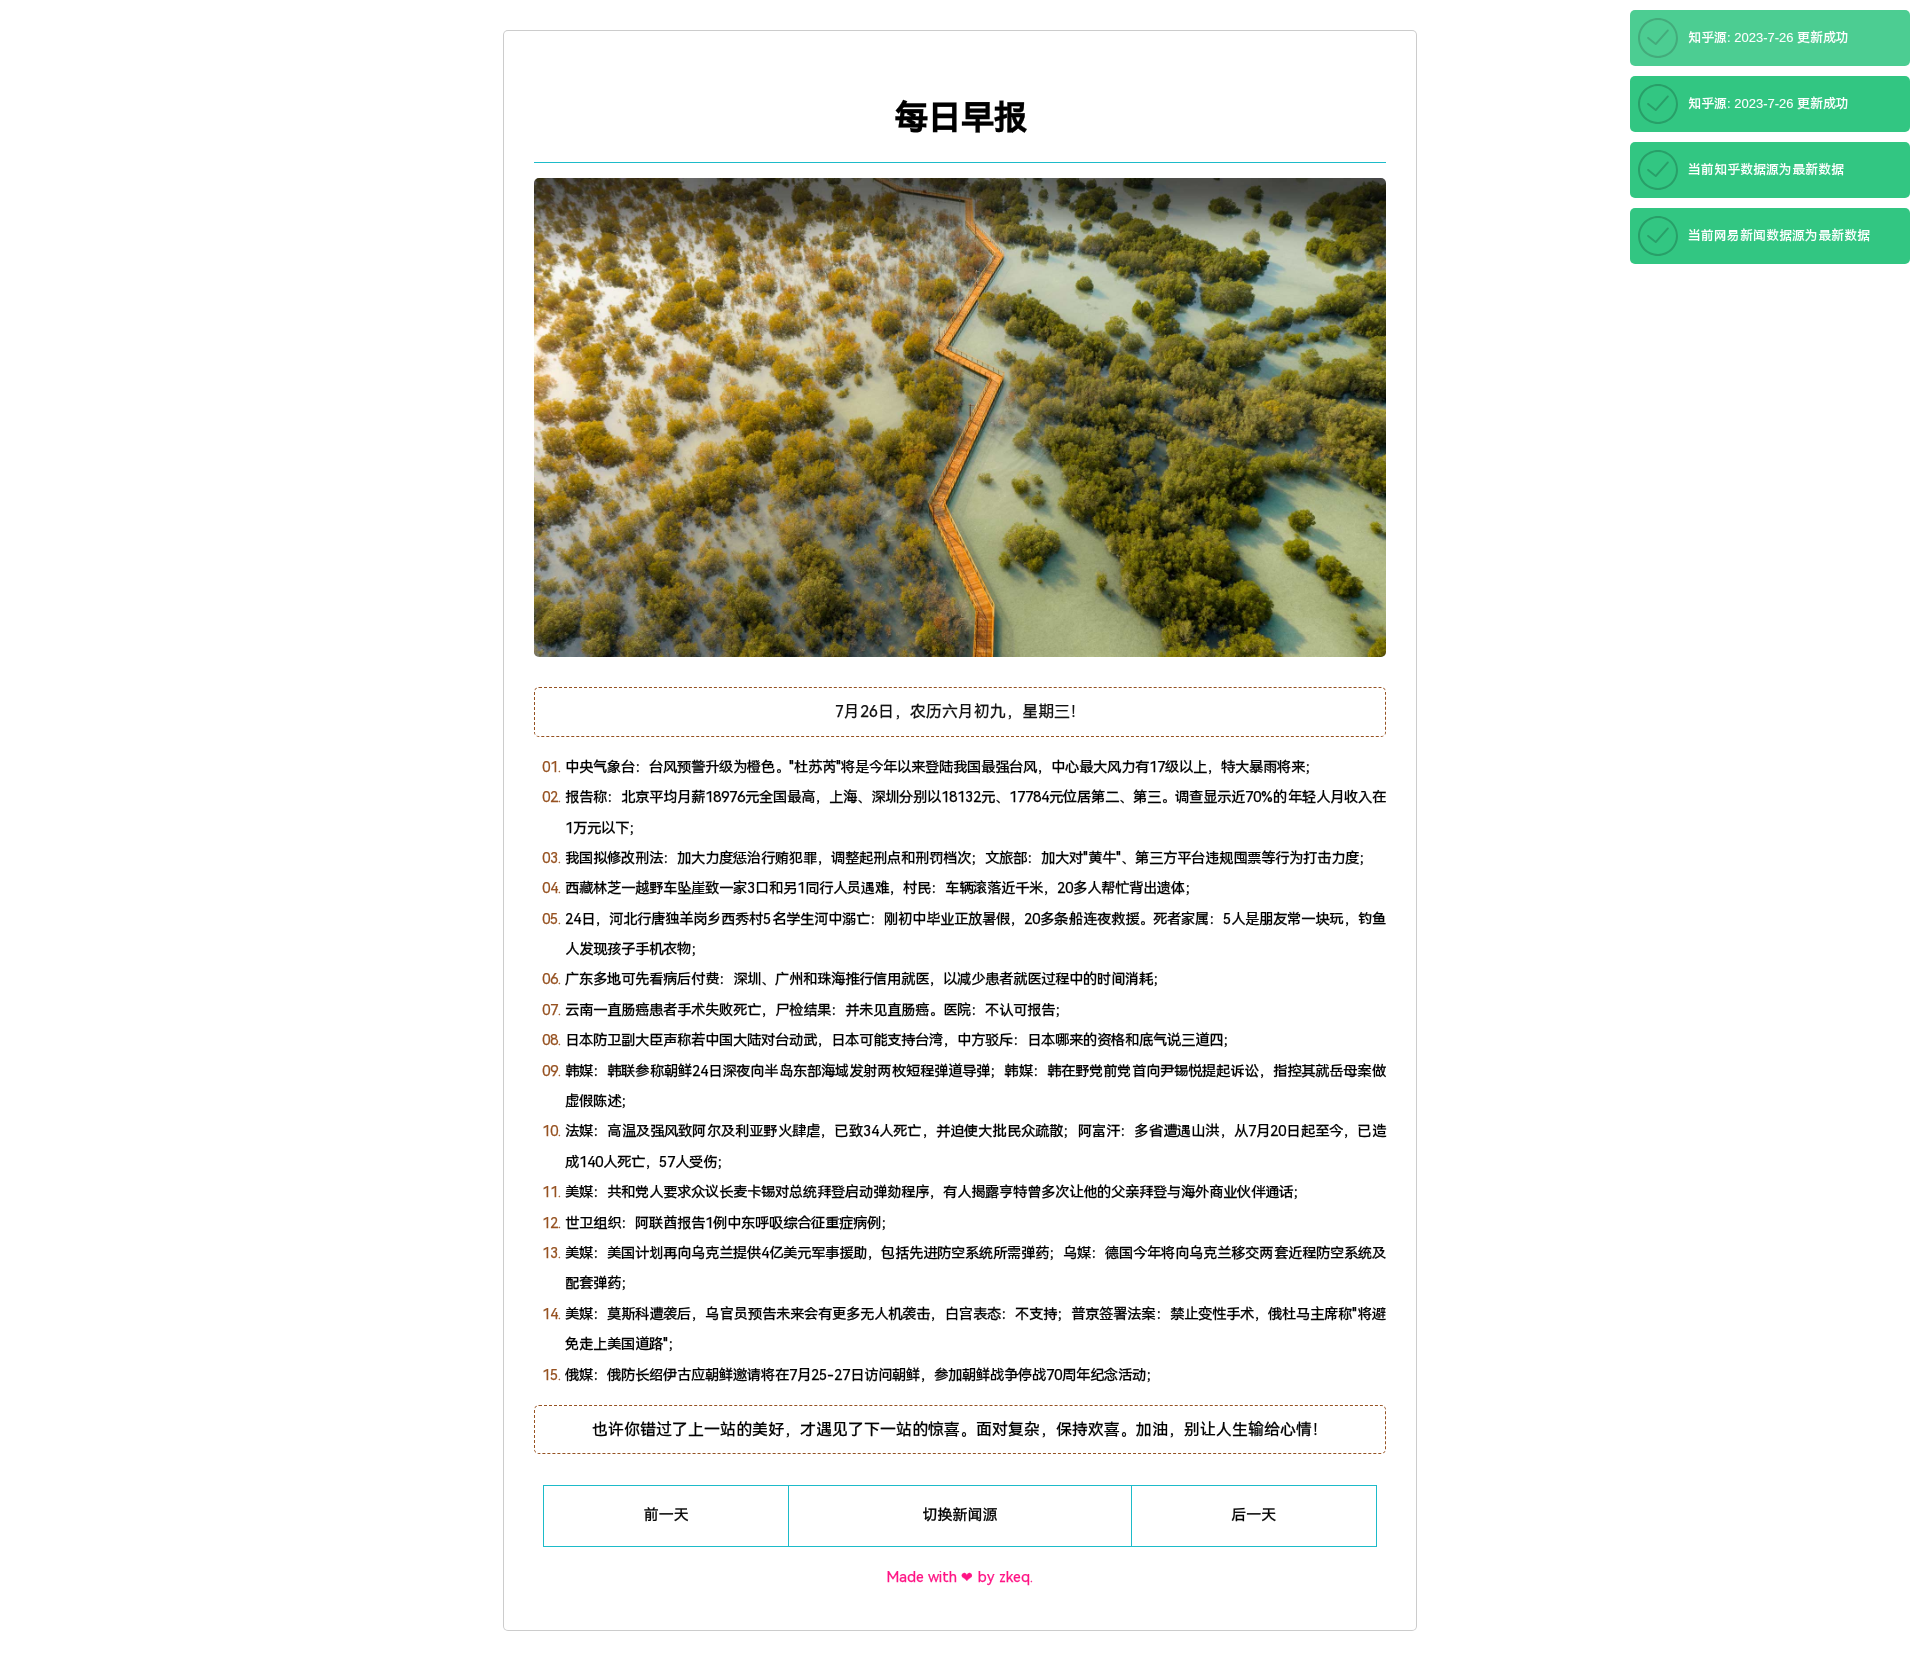 每日早报
7月26日，农历六月初九，星期三！
01. 中央气象台：台风预警升级为橙色。"杜苏芮"将是今年以来登陆我国最强台风，中心最大风力有17级以上，特大暴雨将来；
02. 报告称：北京平均月薪18976元全国最高，上海、深圳分别以18132元、17784元位居第二、第三。调查显示近70%的年轻人月收入在
1万元以下；
03. 我国拟修改刑法：加大力度惩治行贿犯罪，调整起刑点和刑罚档次；文旅部：加大对"黄牛"、第三方平台违规囤票等行为打击力度；
04. 西藏林芝一越野车坠崖致一家3口和另1同行人员遇难，村民：车辆滚落近千米，20多人帮忙背出遗体；
05. 24日，河北行唐独羊岗乡西秀村5名学生河中溺亡：刚初中毕业正放暑假，20多条船连夜救援。死者家属：5人是朋友常一块玩，钓鱼
人发现孩子手机衣物；
06. 广东多地可先看病后付费：深圳、广州和珠海推行信用就医，以减少患者就医过程中的时间消耗；
07. 云南一直肠癌患者手术失败死亡，尸检结果：并未见直肠癌。医院：不认可报告；
08. 日本防卫副大臣声称若中国大陆对台动武，日本可能支持台湾，中方驳斥：日本哪来的资格和底气说三道四；
09. 韩媒：韩联参称朝鲜24日深夜向半岛东部海域发射两枚短程弹道导弹；韩媒：韩在野党前党首向尹锡悦提起诉讼，指控其就岳母案做
虚假陈述；
10. 法媒：高温及强风致阿尔及利亚野火肆虐，已致34人死亡，并迫使大批民众疏散；阿富汗：多省遭遇山洪，从7月20日起至今，已造
成140人死亡，57人受伤；
11. 美媒：共和党人要求众议长麦卡锡对总统拜登启动弹劾程序，有人揭露亨特曾多次让他的父亲拜登与海外商业伙伴通话；
12. 世卫组织：阿联酋报告1例中东呼吸综合征重症病例；
13. 美媒：美国计划再向乌克兰提供4亿美元军事援助，包括先进防空系统所需弹药；乌媒：德国今年将向乌克兰移交两套近程防空系统及
配套弹药；
14. 美媒：莫斯科遭袭后，乌官员预告未来会有更多无人机袭击，白宫表态：不支持；普京签署法案：禁止变性手术，俄杜马主席称"将避
免走上美国道路"；
15. 俄媒：俄防长绍伊古应朝鲜邀请将在7月25-27日访问朝鲜，参加朝鲜战争停战70周年纪念活动；
也许你错过了上一站的美好，才遇见了下一站的惊喜。面对复杂，保持欢喜。加油，别让人生输给心情！
前一天
切换新闻源
后一天
Made with ❤ by zkeq.
知乎源: 2023-7-26 更新成功
知乎源: 2023-7-26 更新成功
当前知乎数据源为最新数据
当前网易新闻数据源为最新数据